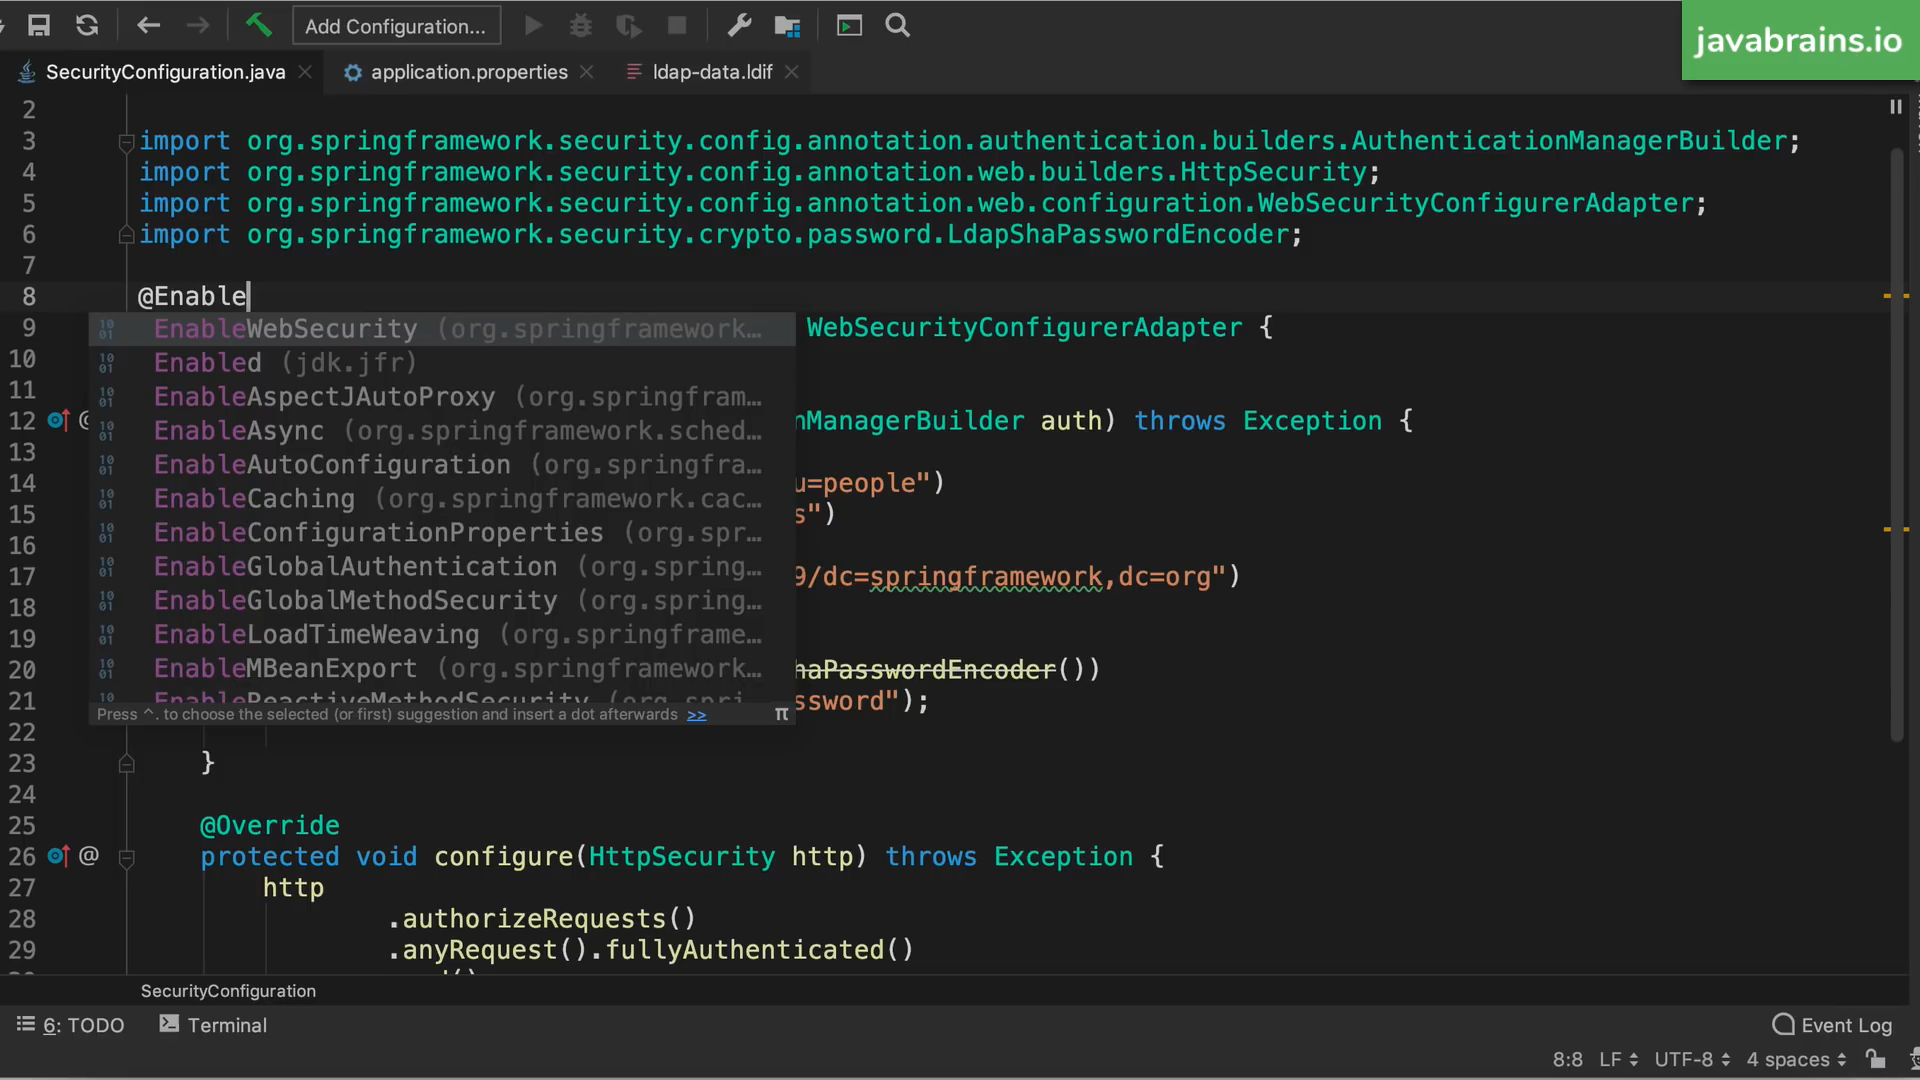 Add Configuration...
javabrains.io
SecurityConfiguration.java
application.properties
ldap-data.ldif
2
3 import org.springframework.security.config.annotation.authentication.builders.AuthenticationManagerBuilder;
4 import org.springframework.security.config.annotation.web.builders.HttpSecurity;
5 import org.springframework.security.config.annotation.web.configuration.WebSecurityConfigurerAdapter;
6 import org.springframework.security.crypto.password.LdapShaPasswordEncoder;
7
8 @Enable
9 WebSecurityConfigurerAdapter {
10
11
12 @ nManagerBuilder auth) throws Exception {
13
14 u=people")
15 s")
16
17 9/dc=springframework,dc=org")
18
19
20 haPasswordEncoder())
21 ssword");
22
23 }
24
25 @Override
26 @ protected void configure(HttpSecurity http) throws Exception {
27 http
28 .authorizeRequests()
29 .anyRequest().fullyAuthenticated()
EnableWebSecurity (org.springframework…
Enabled (jdk.jfr)
EnableAspectJAutoProxy (org.springfram…
EnableAsync (org.springframework.sched…
EnableAutoConfiguration (org.springfra…
EnableCaching (org.springframework.cac…
EnableConfigurationProperties (org.spr…
EnableGlobalAuthentication (org.spring…
EnableGlobalMethodSecurity (org.spring…
EnableLoadTimeWeaving (org.springframe…
EnableMBeanExport (org.springframework…
EnableReactiveMethodSecurity (org.spri
Press ^. to choose the selected (or first) suggestion and insert a dot afterwards >> π
SecurityConfiguration
6: TODO
Terminal
Event Log
8:8 LF UTF-8 4 spaces